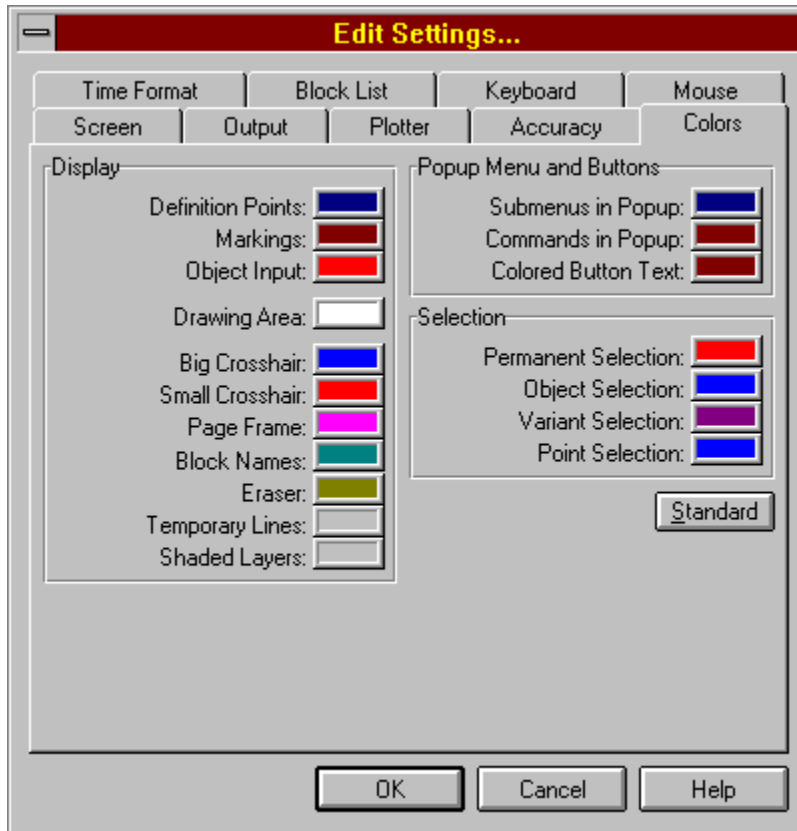 Edit Settings...
Time Format
Block List
Keyboard
Mouse
Screen
Output
Plotter
Accuracy
Colors
Display
Definition Points:
Markings:
Object Input:
Drawing Area:
Big Crosshair:
Small Crosshair:
Page Frame:
Block Names:
Eraser:
Temporary Lines:
Shaded Layers:
Popup Menu and Buttons
Submenus in Popup:
Commands in Popup:
Colored Button Text:
Selection
Permanent Selection:
Object Selection:
Variant Selection:
Point Selection:
Standard
OK
Cancel
Help